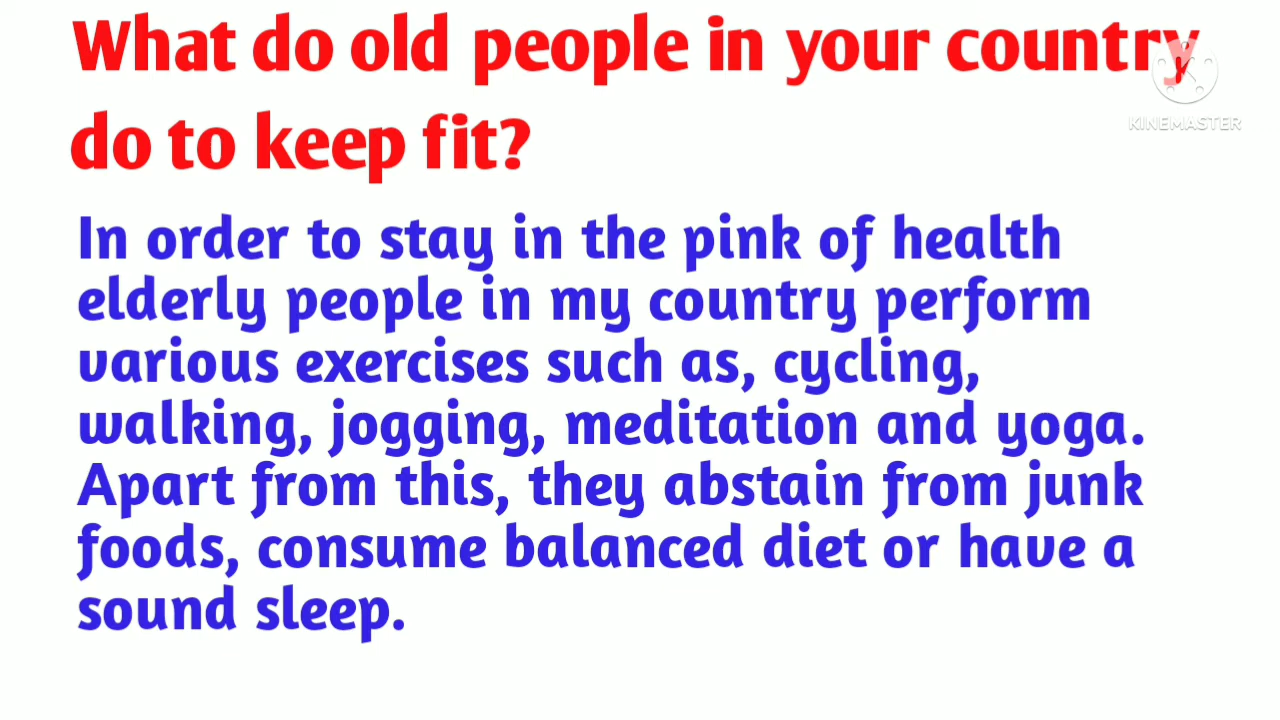 What do old people in your country
do to keep fit?
KINEMASTER
In order to stay in the pink of health
elderly people in my country perform
various exercises such as, cycling,
walking, jogging, meditation and yoga.
Apart from this, they abstain from junk
foods, consume balanced diet or have a
sound sleep.